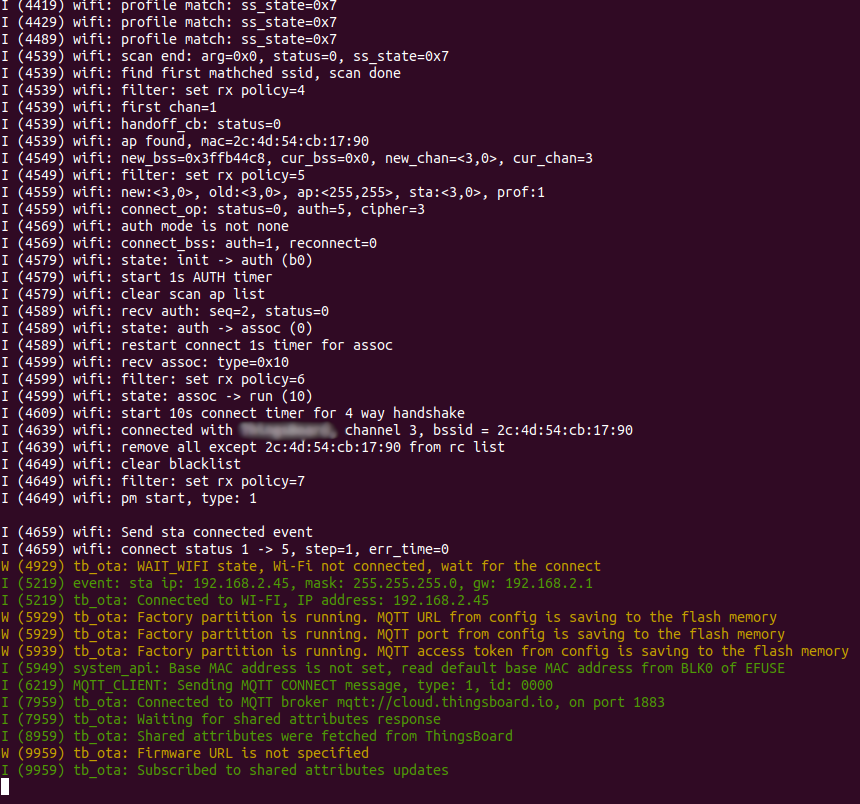 I (4419) wifi: profile match: ss_state=0x7
I (4429) wifi: profile match: ss_state=0x7
I (4489) wifi: profile match: ss_state=0x7
I (4539) wifi: scan end: arg=0x0, status=0, ss_state=0x7
I (4539) wifi: find first mathched ssid, scan done
I (4539) wifi: filter: set rx policy=4
I (4539) wifi: first chan=1
I (4539) wifi: handoff_cb: status=0
I (4539) wifi: ap found, mac=2c:4d:54:cb:17:90
I (4549) wifi: new_bss=0x3ffb44c8, cur_bss=0x0, new_chan=<3,0>, cur_chan=3
I (4549) wifi: filter: set rx policy=5
I (4559) wifi: new:<3,0>, old:<3,0>, ap:<255,255>, sta:<3,0>, prof:1
I (4559) wifi: connect_op: status=0, auth=5, cipher=3
I (4569) wifi: auth mode is not none
I (4569) wifi: connect_bss: auth=1, reconnect=0
I (4579) wifi: state: init -> auth (b0)
I (4579) wifi: start 1s AUTH timer
I (4579) wifi: clear scan ap list
I (4589) wifi: recv auth: seq=2, status=0
I (4589) wifi: state: auth -> assoc (0)
I (4589) wifi: restart connect 1s timer for assoc
I (4599) wifi: recv assoc: type=0x10
I (4599) wifi: filter: set rx policy=6
I (4599) wifi: state: assoc -> run (10)
I (4609) wifi: start 10s connect timer for 4 way handshake
I (4639) wifi: connected with channel 3, bssid = 2c:4d:54:cb:17:90
I (4639) wifi: remove all except 2c:4d:54:cb:17:90 from rc list
I (4649) wifi: clear blacklist
I (4649) wifi: filter: set rx policy=7
I (4649) wifi: pm start, type: 1
I (4659) wifi: Send sta connected event
I (4659) wifi: connect status 1 -> 5, step=1, err_time=0
W (4929) tb_ota: WAIT_WIFI state, Wi-Fi not connected, wait for the connect
I (5219) event: sta ip: 192.168.2.45, mask: 255.255.255.0, gw: 192.168.2.1
I (5219) tb_ota: Connected to WI-FI, IP address: 192.168.2.45
W (5929) tb_ota: Factory partition is running. MQTT URL from config is saving to the flash memory
W (5929) tb_ota: Factory partition is running. MQTT port from config is saving to the flash memory
W (5939) tb_ota: Factory partition is running. MQTT access token from config is saving to the flash memory
I (5949) system_api: Base MAC address is not set, read default base MAC address from BLK0 of EFUSE
I (6219) MQTT_CLIENT: Sending MQTT CONNECT message, type: 1, id: 0000
I (7959) tb_ota: Connected to MQTT broker mqtt://cloud.thingsboard.io, on port 1883
I (7959) tb_ota: Waiting for shared attributes response
I (8959) tb_ota: Shared attributes were fetched from ThingsBoard
W (9959) tb_ota: Firmware URL is not specified
I (9959) tb_ota: Subscribed to shared attributes updates